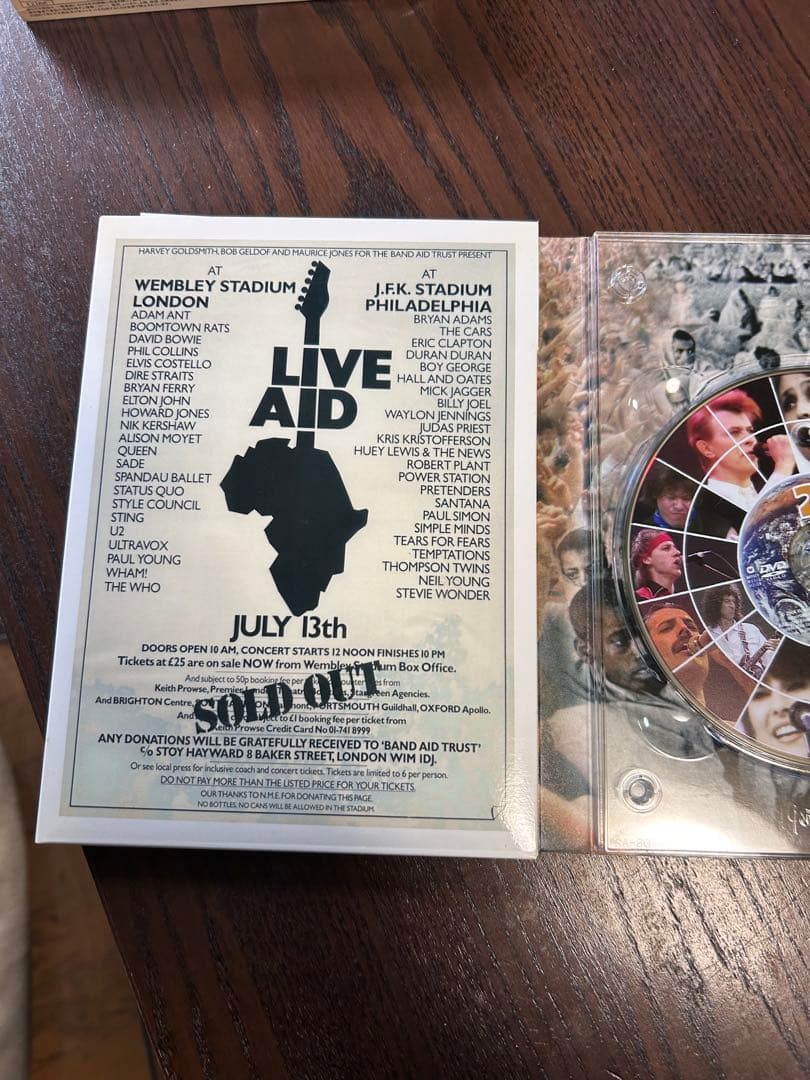 HARVEY GOLDSMITH, BOB GELDOF AND MAURICE JONES FOR THE BAND AID TRUST PRESENT
AT
WEMBLEY STADIUM
LONDON
ADAM ANT
BOOMTOWN RATS
DAVID BOWIE
PHIL COLLINS
ELVIS COSTELLO
DIRE STRAITS
BRYAN FERRY
ELTON JOHN
HOWARD JONES
NIK KERSHAW
ALISON MOYET
QUEEN
SADE
SPANDAU BALLET
STATUS QUO
STYLE COUNCIL
STING
U2
ULTRAVOX
PAUL YOUNG
WHAM!
THE WHO
LIVE
AID
AT
J.F.K. STADIUM
PHILADELPHIA
BRYAN ADAMS
THE CARS
ERIC CLAPTON
DURAN DURAN
BOY GEORGE
HALL AND OATES
MICK JAGGER
BILLY JOEL
WAYLON JENNINGS
JUDAS PRIEST
KRIS KRISTOFFERSON
HUEY LEWIS & THE NEWS
ROBERT PLANT
POWER STATION
PRETENDERS
SANTANA
PAUL SIMON
SIMPLE MINDS
TEARS FOR FEARS
TEMPTATIONS
THOMPSON TWINS
NEIL YOUNG
STEVIE WONDER
JULY 13th
DOORS OPEN 10 AM, CONCERT STARTS 12 NOON FINISHES 10 PM
Tickets at £25 are on sale NOW from Wembley Stadium Box Office.
And subject to 50p booking fee per from
Keith Prowse, Premier, Agencies.
And BRIGHTON Centre, PORTSMOUTH Guildhall, OXFORD Apollo.
to £1 booking fee per ticket from
Keith Prowse Credit Card No 01-741 8999
SOLD OUT
ANY DONATIONS WILL BE GRATEFULLY RECEIVED TO 'BAND AID TRUST'
c/o STOY HAYWARD 8 BAKER STREET, LONDON W1M 1DJ.
Or see local press for inclusive coach and concert tickets. Tickets are limited to 6 per person.
DO NOT PAY MORE THAN THE LISTED PRICE FOR YOUR TICKETS.
OUR THANKS TO N.M.E. FOR DONATING THIS PAGE.
NO BOTTLES, NO CANS WILL BE ALLOWED IN THE STADIUM.
DVD